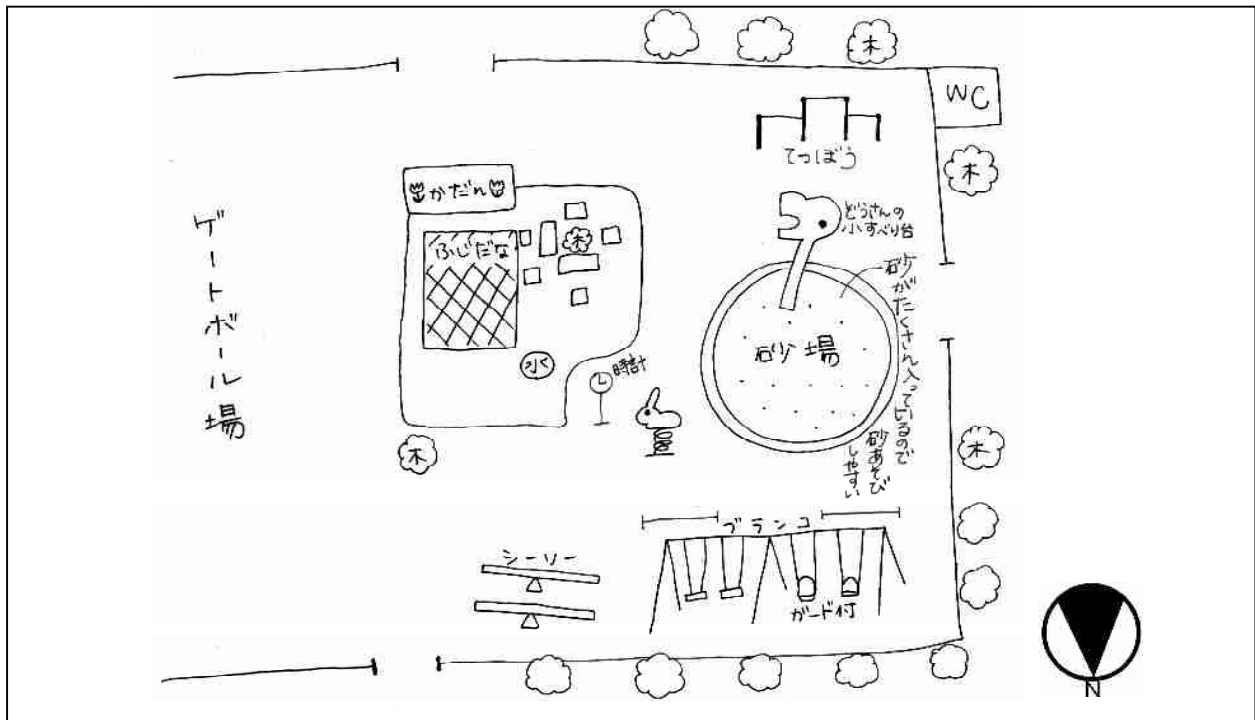 木
WC
てつぼう
木
かだん
ぞうさんの
小すべり台
ふじだな
木
砂がたくさん入っているので
砂あそび
しやすい
ゲートボール場
砂場
水
時計
木
木
ブランコ
シーソー
ガード付
N